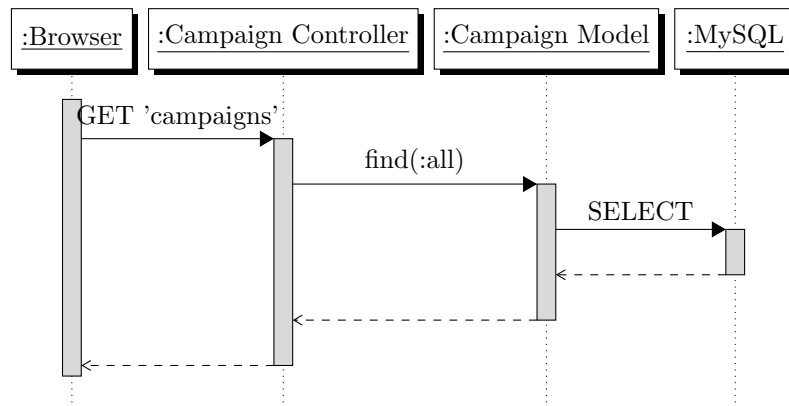 :Browser
:Campaign Controller
:Campaign Model
:MySQL
GET 'campaigns'
find(:all)
SELECT